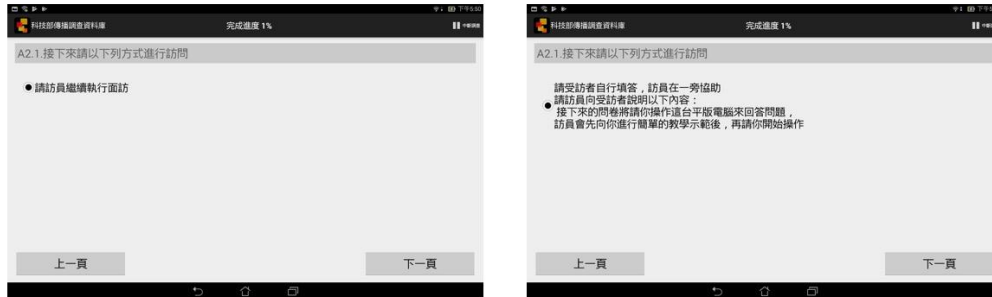 下午5:50
科技部傳播調查資料庫
完成進度 1%
中斷調查
A2.1.接下來請以下列方式進行訪問
請訪員繼續執行面訪
上一頁
下一頁
科技部傳播調查資料庫
完成進度 1%
A2.1.接下來請以下列方式進行訪問
請受訪者自行填答，訪員在一旁協助
請訪員向受訪者說明以下內容：
接下來的問卷將請你操作這台平版電腦來回答問題，
訪員會先向你進行簡單的教學示範後，再請你開始操作
上一頁
下一頁